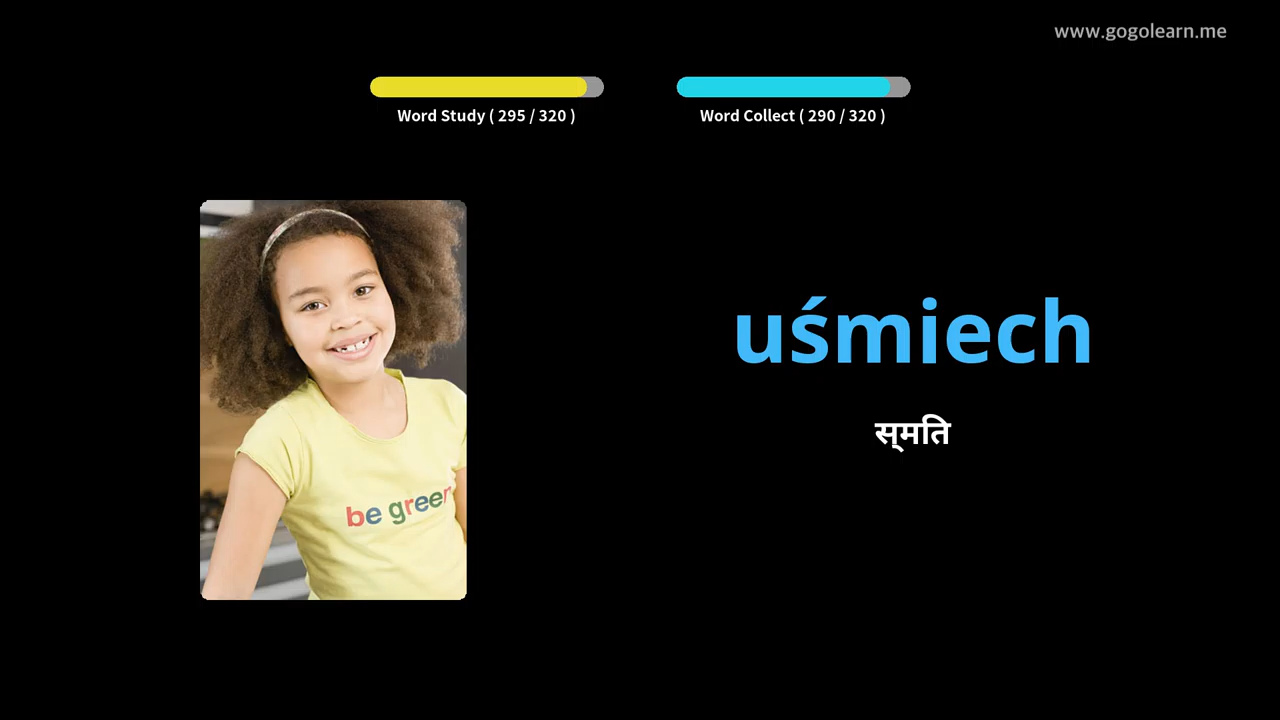 www.gogolearn.me
Word Study ( 295 / 320 )
Word Collect ( 290 / 320 )
uśmiech
स्मति
be green